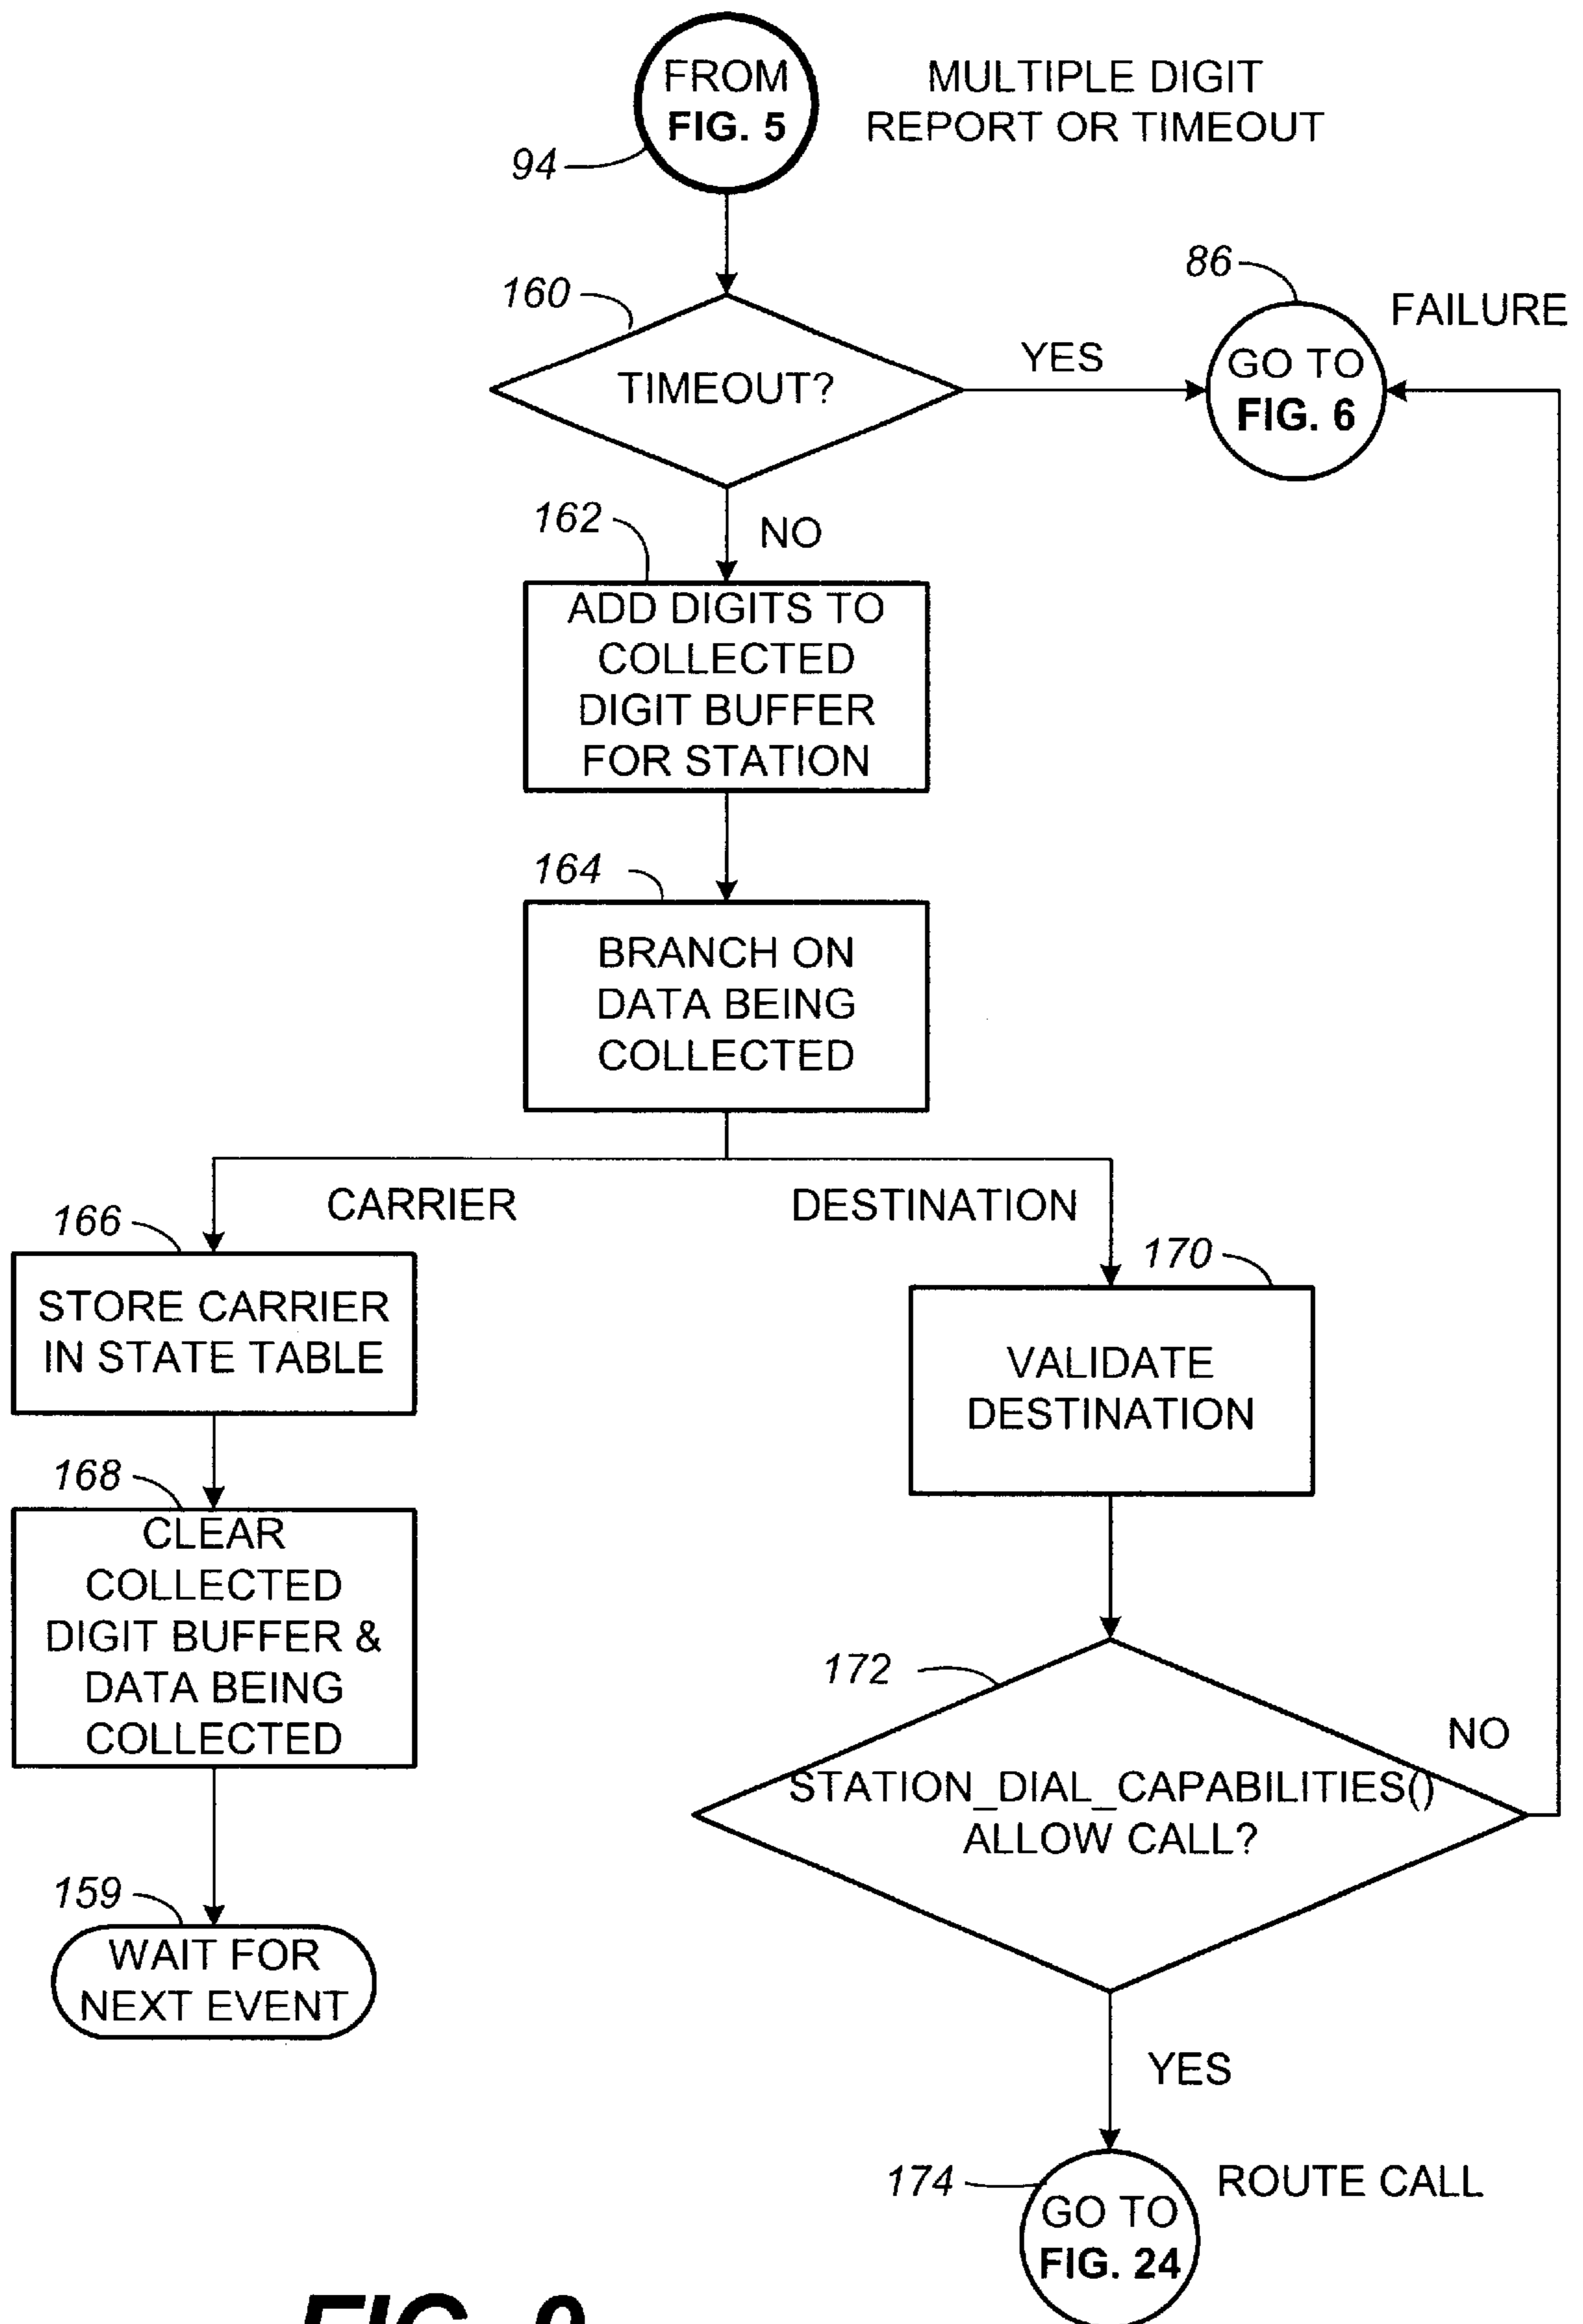 FROM
FIG. 5
MULTIPLE DIGIT
REPORT OR TIMEOUT
94
160
TIMEOUT?
YES
86
GO TO
FIG. 6
FAILURE
162
NO
ADD DIGITS TO
COLLECTED
DIGIT BUFFER
FOR STATION
164
BRANCH ON
DATA BEING
COLLECTED
CARRIER
DESTINATION
166
STORE CARRIER
IN STATE TABLE
170
VALIDATE
DESTINATION
168
CLEAR
COLLECTED
DIGIT BUFFER &
DATA BEING
COLLECTED
172
STATION_DIAL_CAPABILITIES()
ALLOW CALL?
NO
159
WAIT FOR
NEXT EVENT
YES
174
GO TO
FIG. 24
ROUTE CALL
FIG.